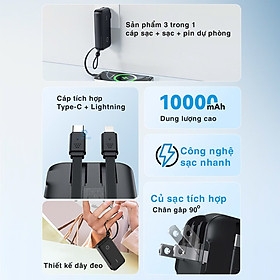 Sản phẩm 3 trong 1
cáp sạc + sạc + pin dự phòng
Cáp tích hợp
Type-C + Lightning
10000mAh
Dung lượng cao
Công nghệ
sạc nhanh
Củ sạc tích hợp
Chân gập 90°
Thiết kế dây đeo